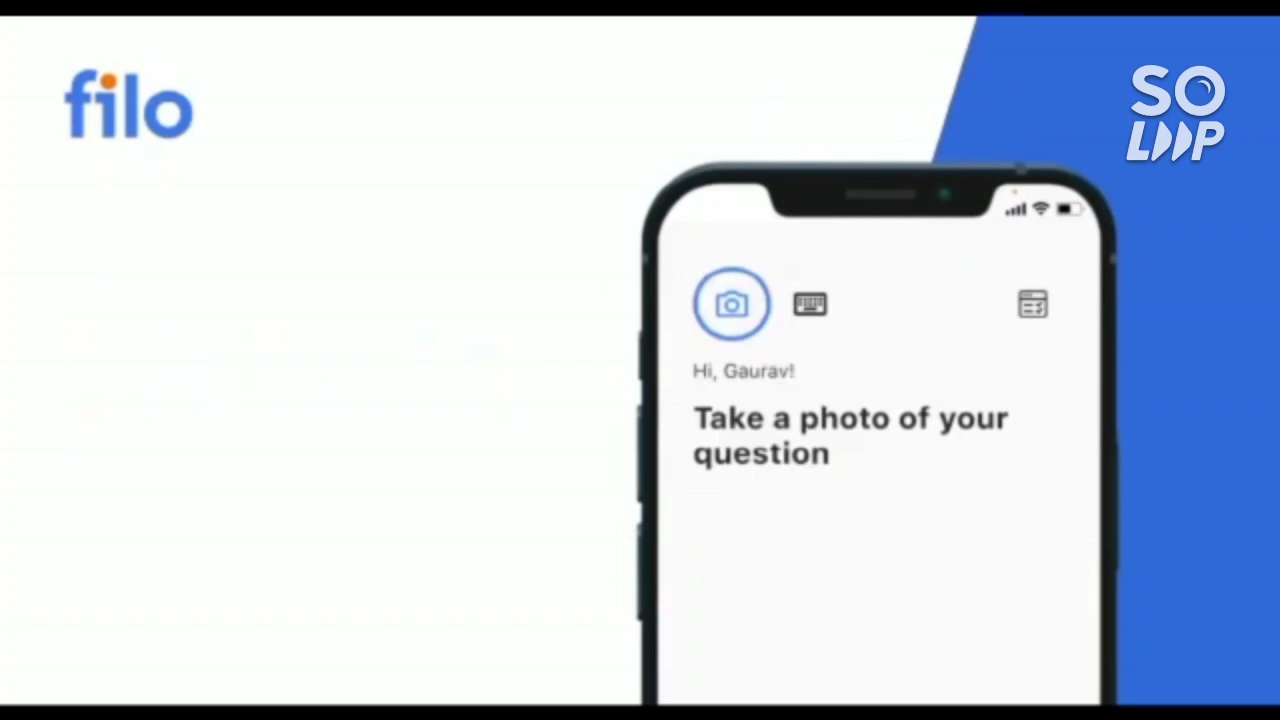 filo
SO
LOOP
Hi, Gaurav!
Take a photo of your
question